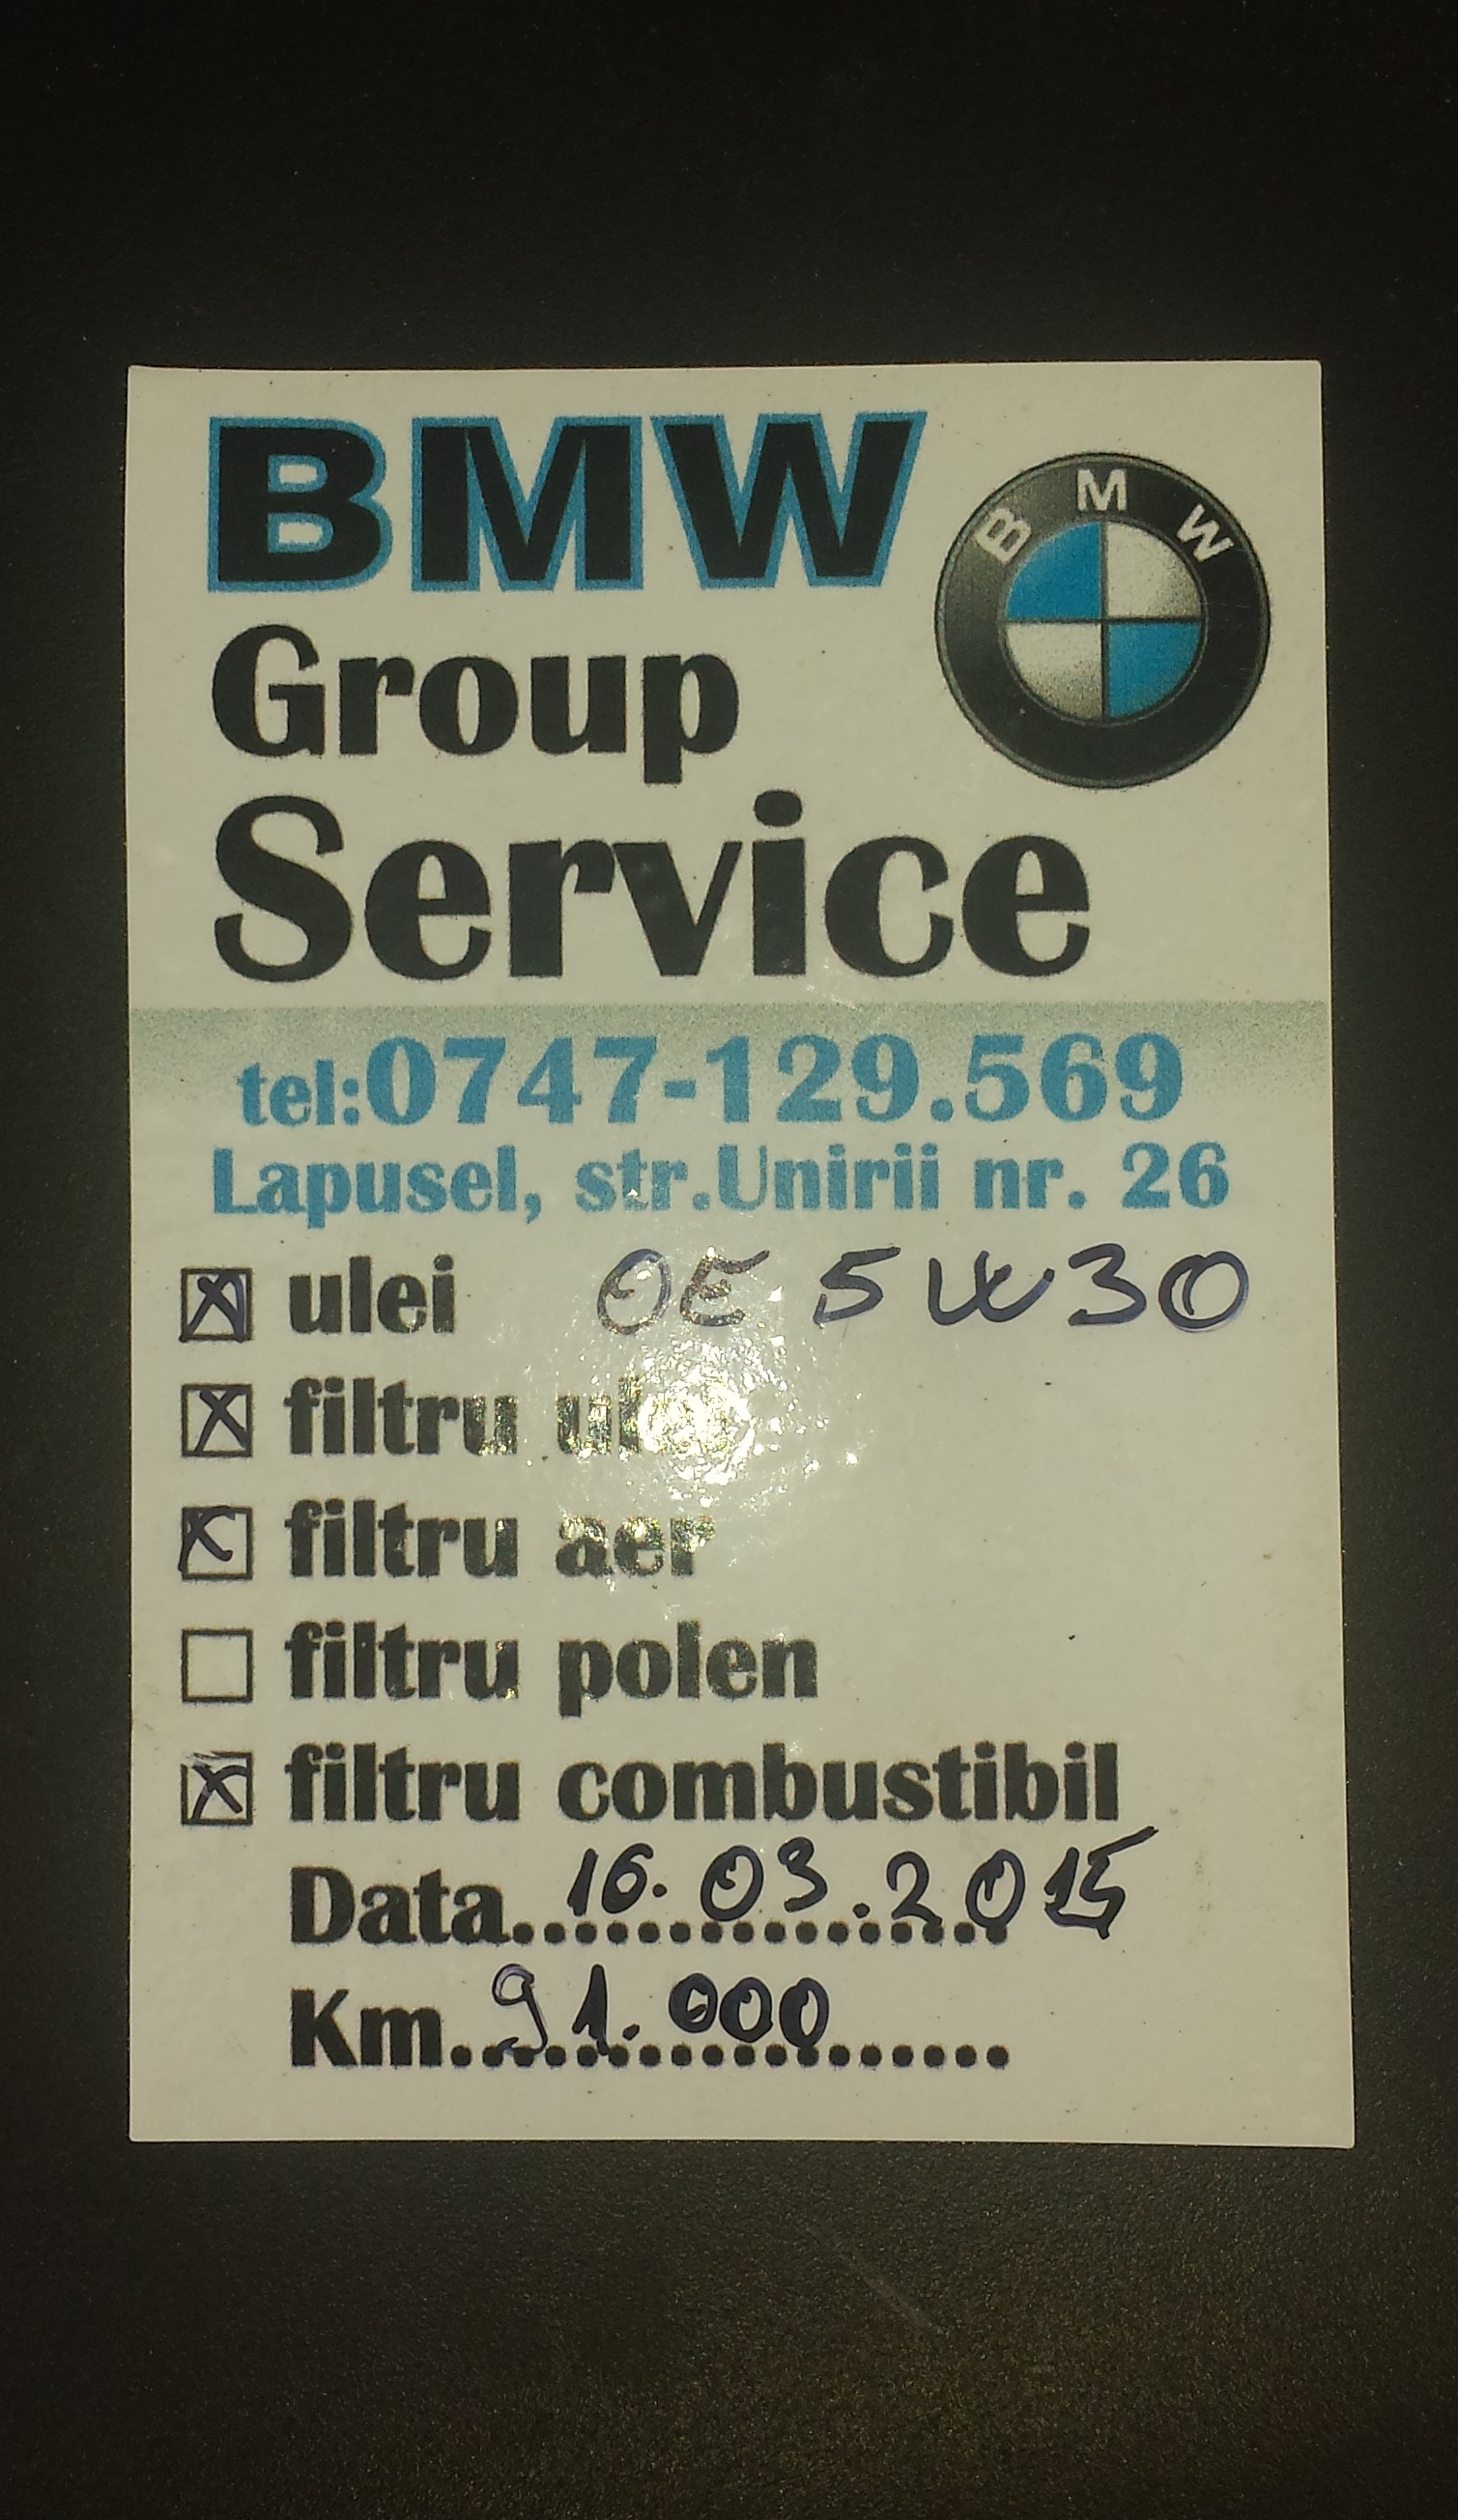 BMW
B M W
Group
Service
tel:0747-129.569
Lapusel, str.Unirii nr. 26
ulei OE 5W30
filtru
filtru aer
filtru polen
filtru combustibil
Data..16.03.2015
Km..91.000